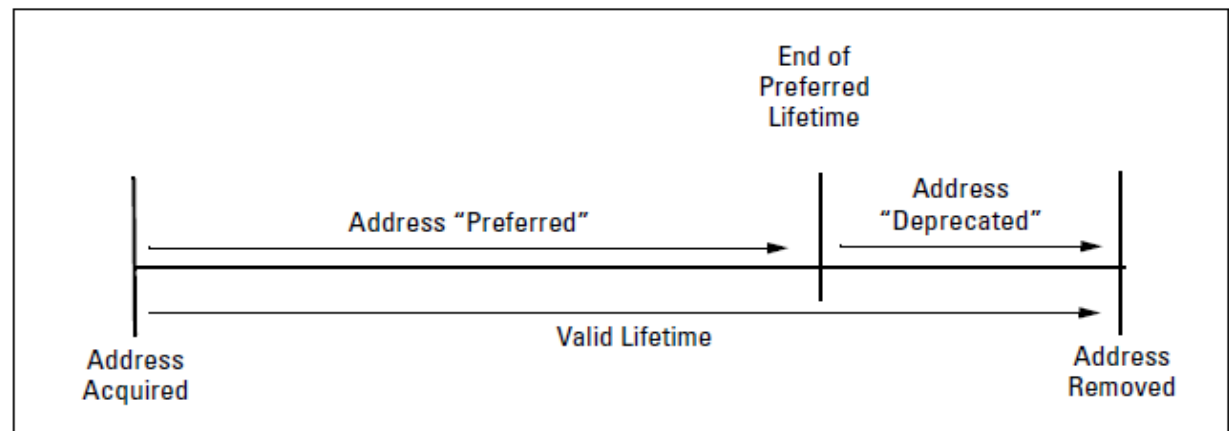 End of
Preferred
Lifetime
Address “Preferred”
Address
“Deprecated”
Valid Lifetime
Address
Acquired
Address
Removed